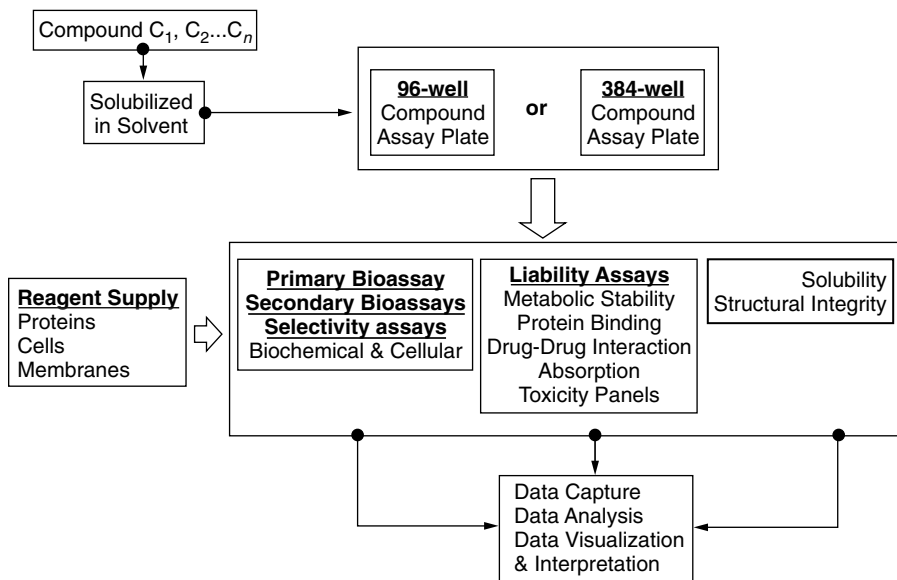 Compound C1, C2...Cn
Solubilized
in Solvent
96-well
Compound
Assay Plate
or
384-well
Compound
Assay Plate
Reagent Supply
Proteins
Cells
Membranes
Primary Bioassay
Secondary Bioassays
Selectivity assays
Biochemical & Cellular
Liability Assays
Metabolic Stability
Protein Binding
Drug-Drug Interaction
Absorption
Toxicity Panels
Solubility
Structural Integrity
Data Capture
Data Analysis
Data Visualization
& Interpretation